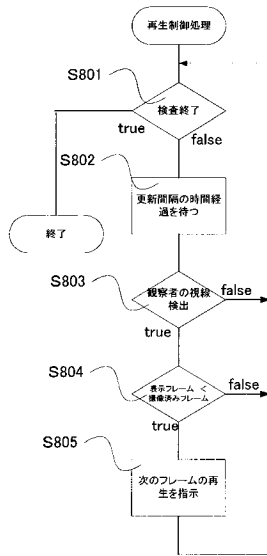 再生制御処理
S801
検査終了
true
false
S802
更新間隔の時間経
過を待つ
終了
S803
観察者の視線
検出
false
true
S804
表示フレーム <
撮像済みフレーム
false
true
S805
次のフレームの再
生を指示